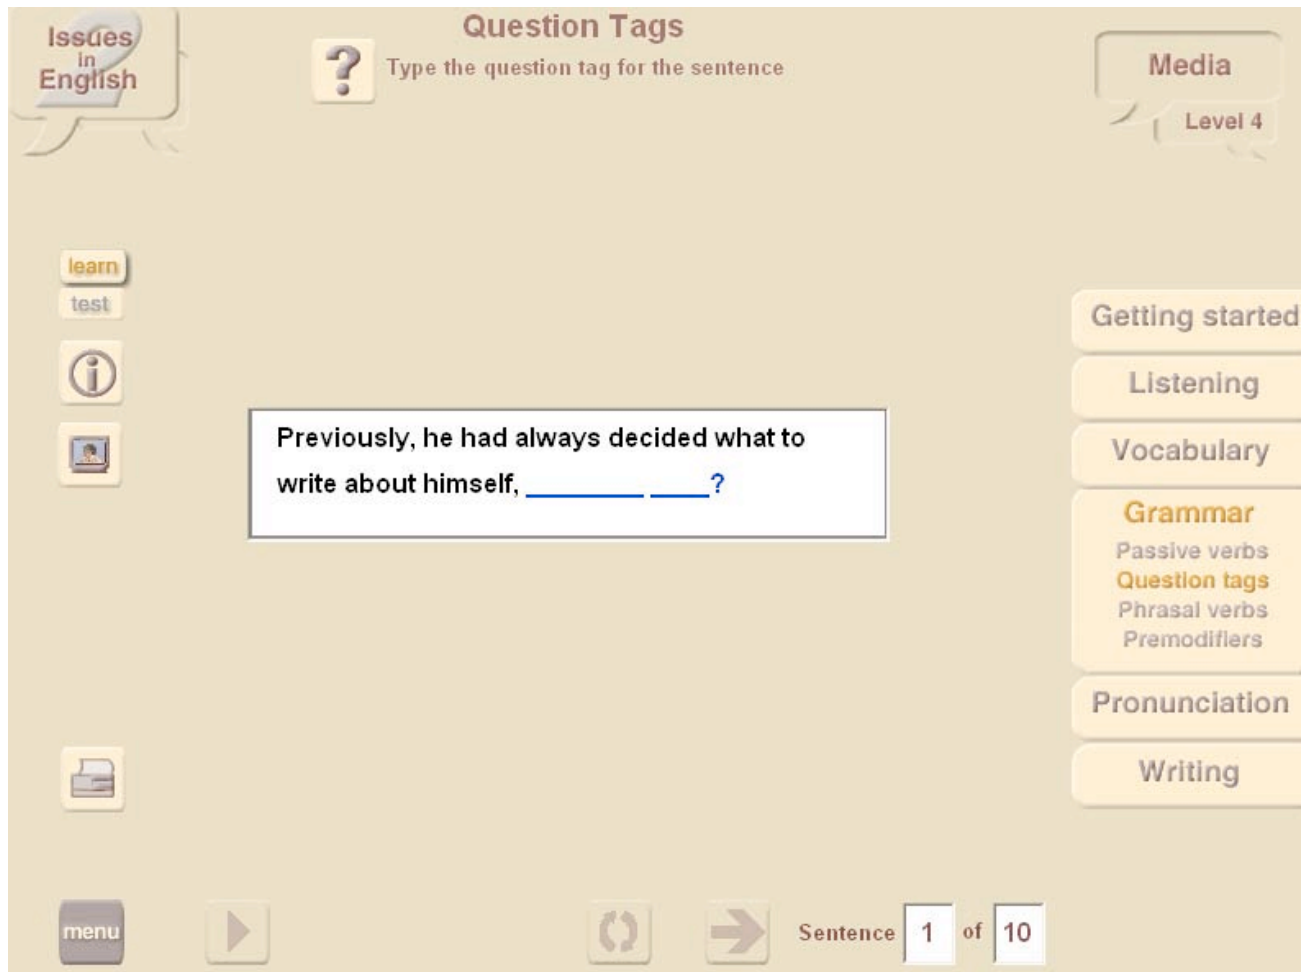 Issues
in
English
2
Question Tags
?
Type the question tag for the sentence
Media
Level 4
learn
test
i
Previously, he had always decided what to
write about himself, ________ ____?
Getting started
Listening
Vocabulary
Grammar
Passive verbs
Question tags
Phrasal verbs
Premodifiers
Pronunciation
Writing
menu
Sentence 1 of 10